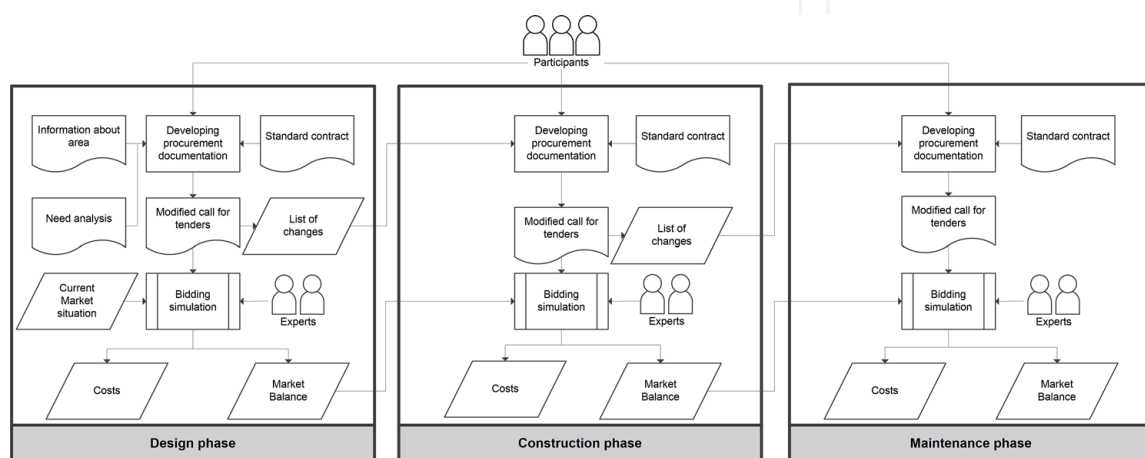 Participants
Information about
area
Developing
procurement
documentation
Standard contract
Need analysis
Modified call for
tenders
List of
changes
Current
Market
situation
Bidding
simulation
Experts
Costs
Market
Balance
Design phase
Developing
procurement
documentation
Standard contract
Modified call for
tenders
List of
changes
Bidding
simulation
Experts
Costs
Market
Balance
Construction phase
Developing
procurement
documentation
Standard contract
Modified call for
tenders
Bidding
simulation
Experts
Costs
Market
Balance
Maintenance phase